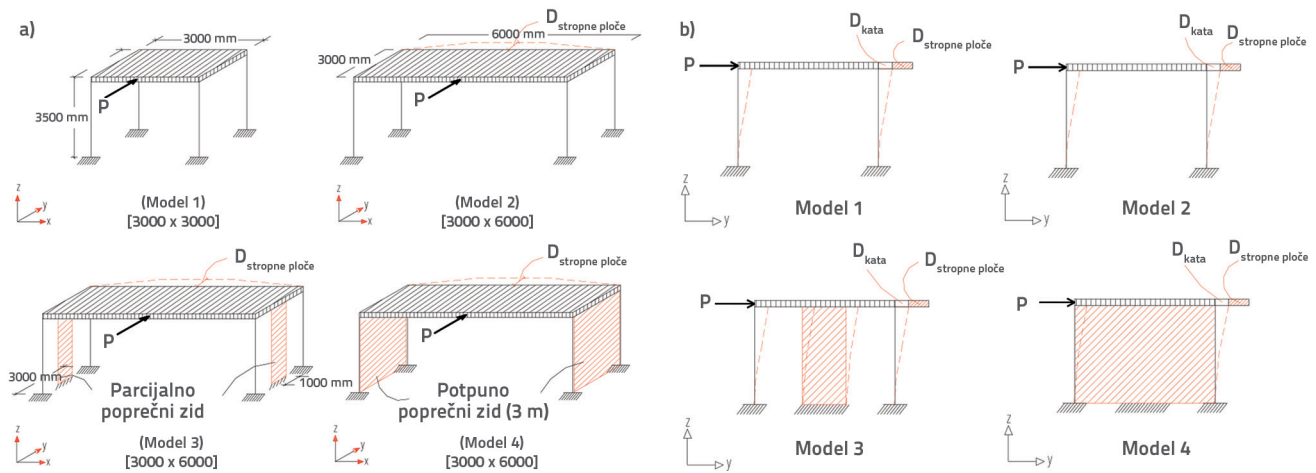 a)
3000 mm
3500 mm
P
z
y
x
(Model 1)
[3000 x 3000]
D stropne ploče
6000 mm
3000 mm
P
z
y
x
(Model 2)
[3000 x 6000]
D stropne ploče
P
3000 mm
1000 mm
Parcijalno
poprečni zid
z
y
x
(Model 3)
[3000 x 6000]
D stropne ploče
P
Potpuno
poprečni zid (3 m)
z
y
x
(Model 4)
[3000 x 6000]
b)
D kata
D stropne ploče
P
z
y
Model 1
D kata
D stropne ploče
P
z
y
Model 2
D kata
D stropne ploče
P
z
y
Model 3
D kata
D stropne ploče
P
z
y
Model 4